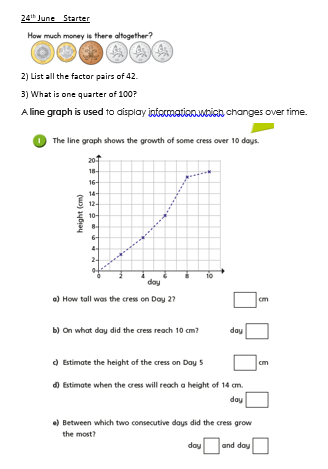 24th June Starter
How much money is there altogether?
2) List all the factor pairs of 42.
3) What is one quarter of 100?
A line graph is used to display information which changes over time.
1 The line graph shows the growth of some cress over 10 days.
20
18
16
14
12
10
8
6
4
2
0
height (cm)
0 2 4 6 8 10
day
a) How tall was the cress on Day 2? cm
b) On what day did the cress reach 10 cm? day
c) Estimate the height of the cress on Day 5 cm
d) Estimate when the cress will reach a height of 14 cm.
day
e) Between which two consecutive days did the cress grow
the most?
day and day